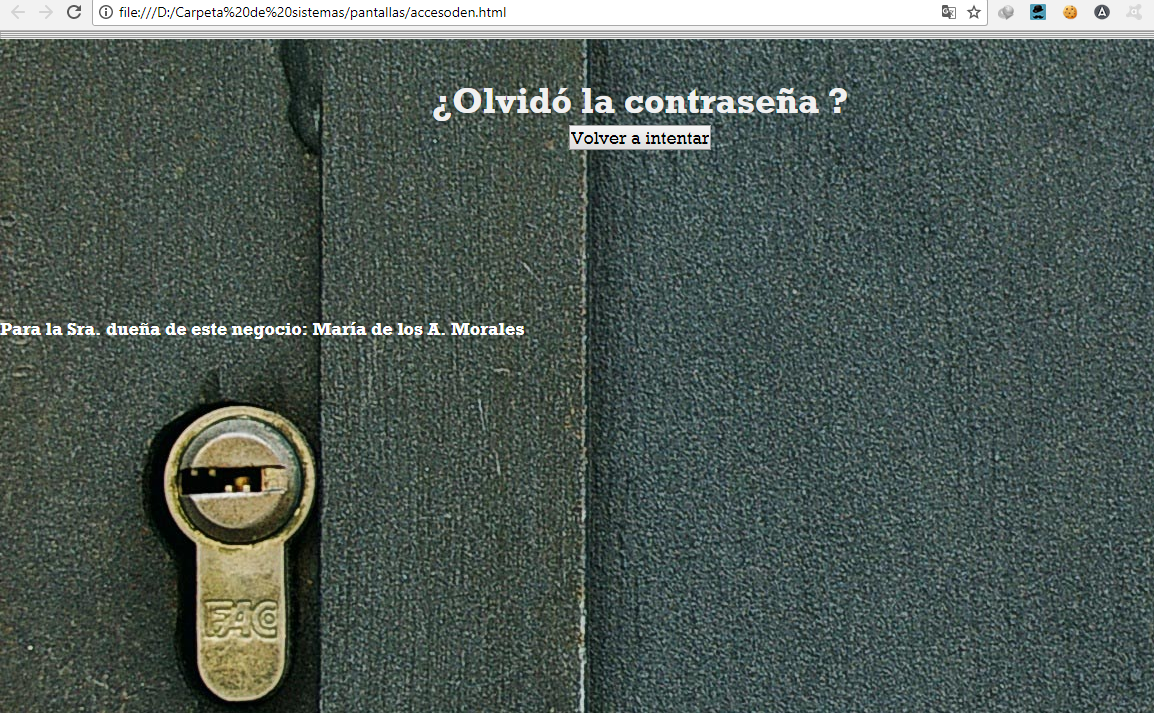 file:///D:/Carpeta%20de%20sistemas/pantallas/accesoden.html
¿Olvidó la contraseña ?
Volver a intentar
Para la Sra. dueña de este negocio: María de los A. Morales
FAC